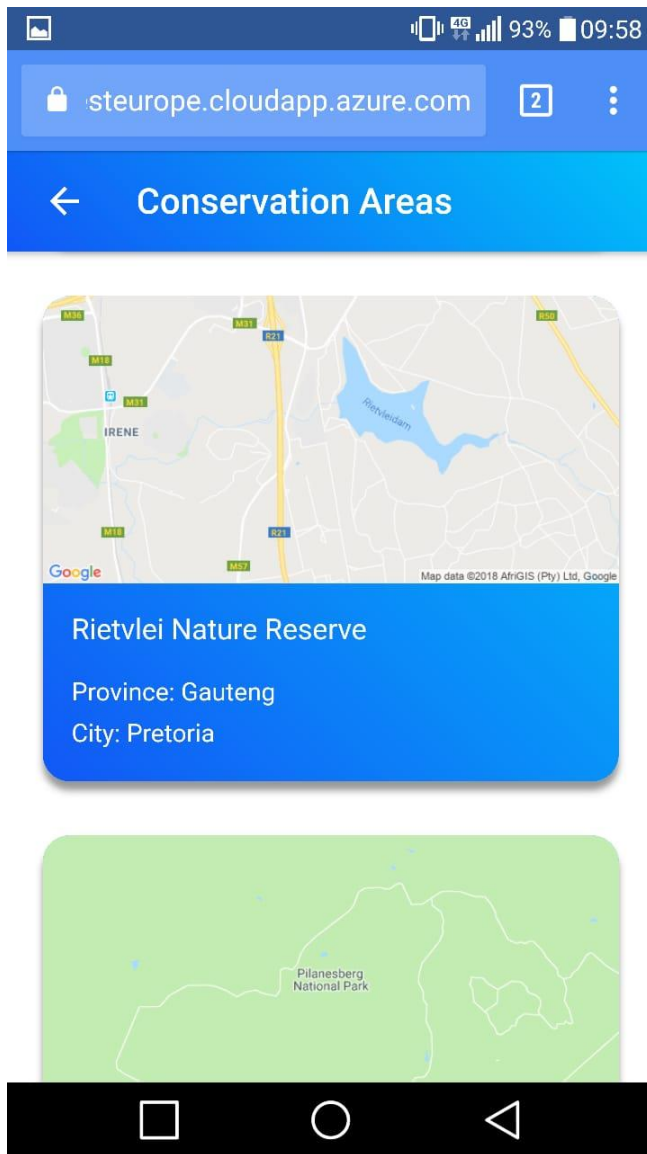 4G 93% 09:58
steurope.cloudapp.azure.com 2
Conservation Areas
M36
M31
R50
R21
M18
M31
Rietvleidam
IRENE
M18
R21
M57
Google
Map data ©2018 AfriGIS (Pty) Ltd, Google
Rietvlei Nature Reserve
Province: Gauteng
City: Pretoria
Pilanesberg
National Park